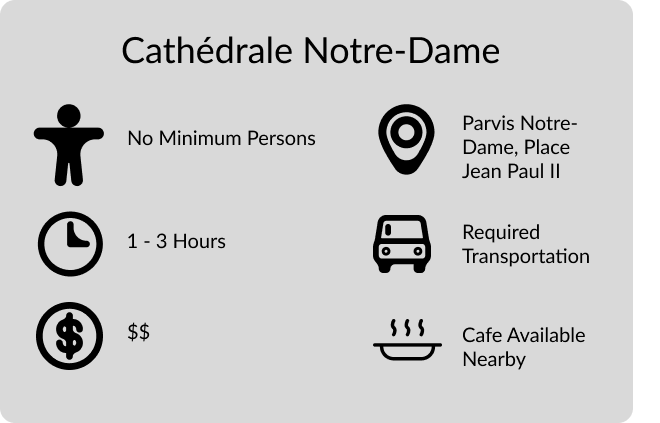 Cathédrale Notre-Dame
No Minimum Persons
Parvis Notre-
Dame, Place
Jean Paul II
1 - 3 Hours
Required
Transportation
$
$$
Cafe Available
Nearby